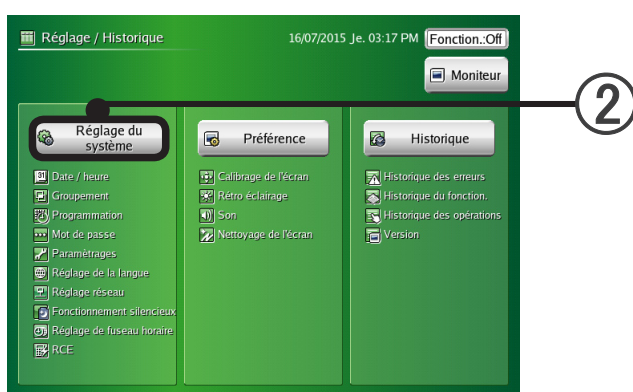 Réglage / Historique
16/07/2015 Je. 03:17 PM
Fonction.:Off
Moniteur
2
Réglage du
système
Date / heure
Groupement
Programmation
Mot de passe
Paramètrages
Réglage de la langue
Réglage réseau
Fonctionnement silencieux
Réglage de fuseau horaire
RCE
Préférence
Calibrage de l'écran
Rétro éclairage
Son
Nettoyage de l'écran
Historique
Historique des erreurs
Historique du fonction.
Historique des opérations
Version